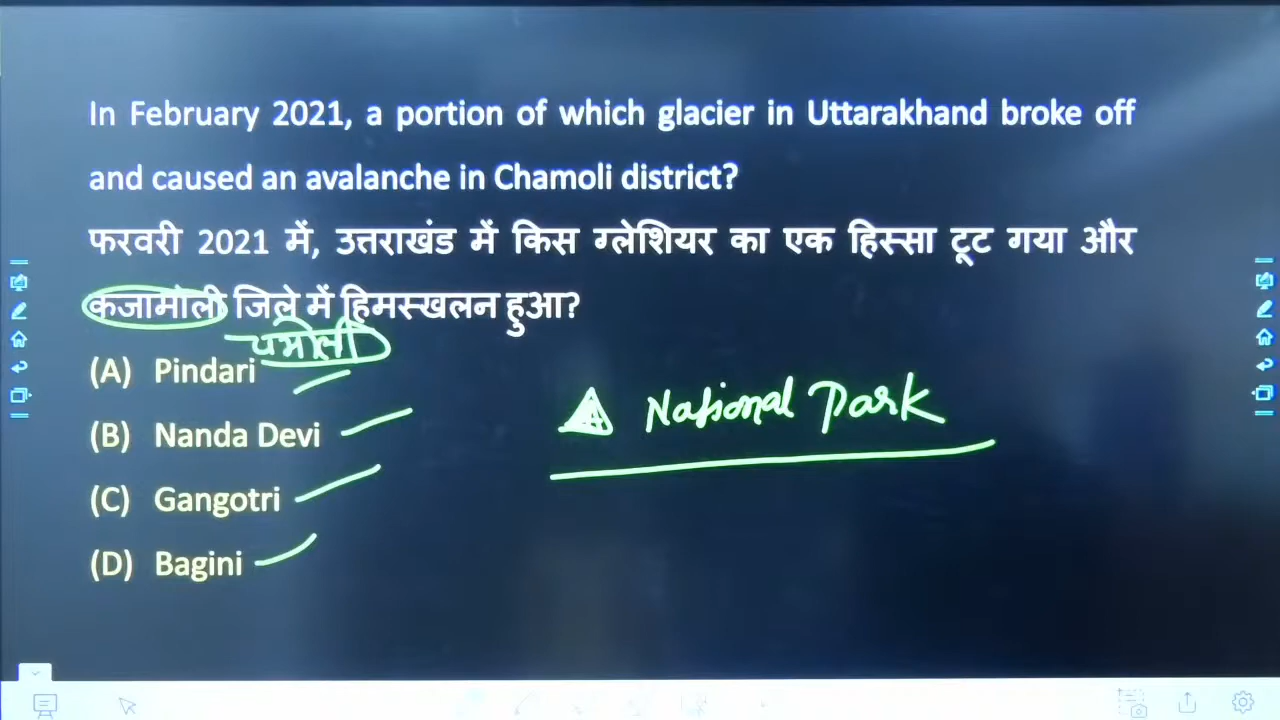 In February 2021, a portion of which glacier in Uttarakhand broke off
and caused an avalanche in Chamoli district?
फरवरी 2021 में, उत्तराखंड में किस ग्लेशियर का एक हिस्सा टूट गया और
कजामोली जिले में हिमस्खलन हुआ?
चमोली
(A) Pindari
(B) Nanda Devi
National Park
(C) Gangotri
(D) Bagini